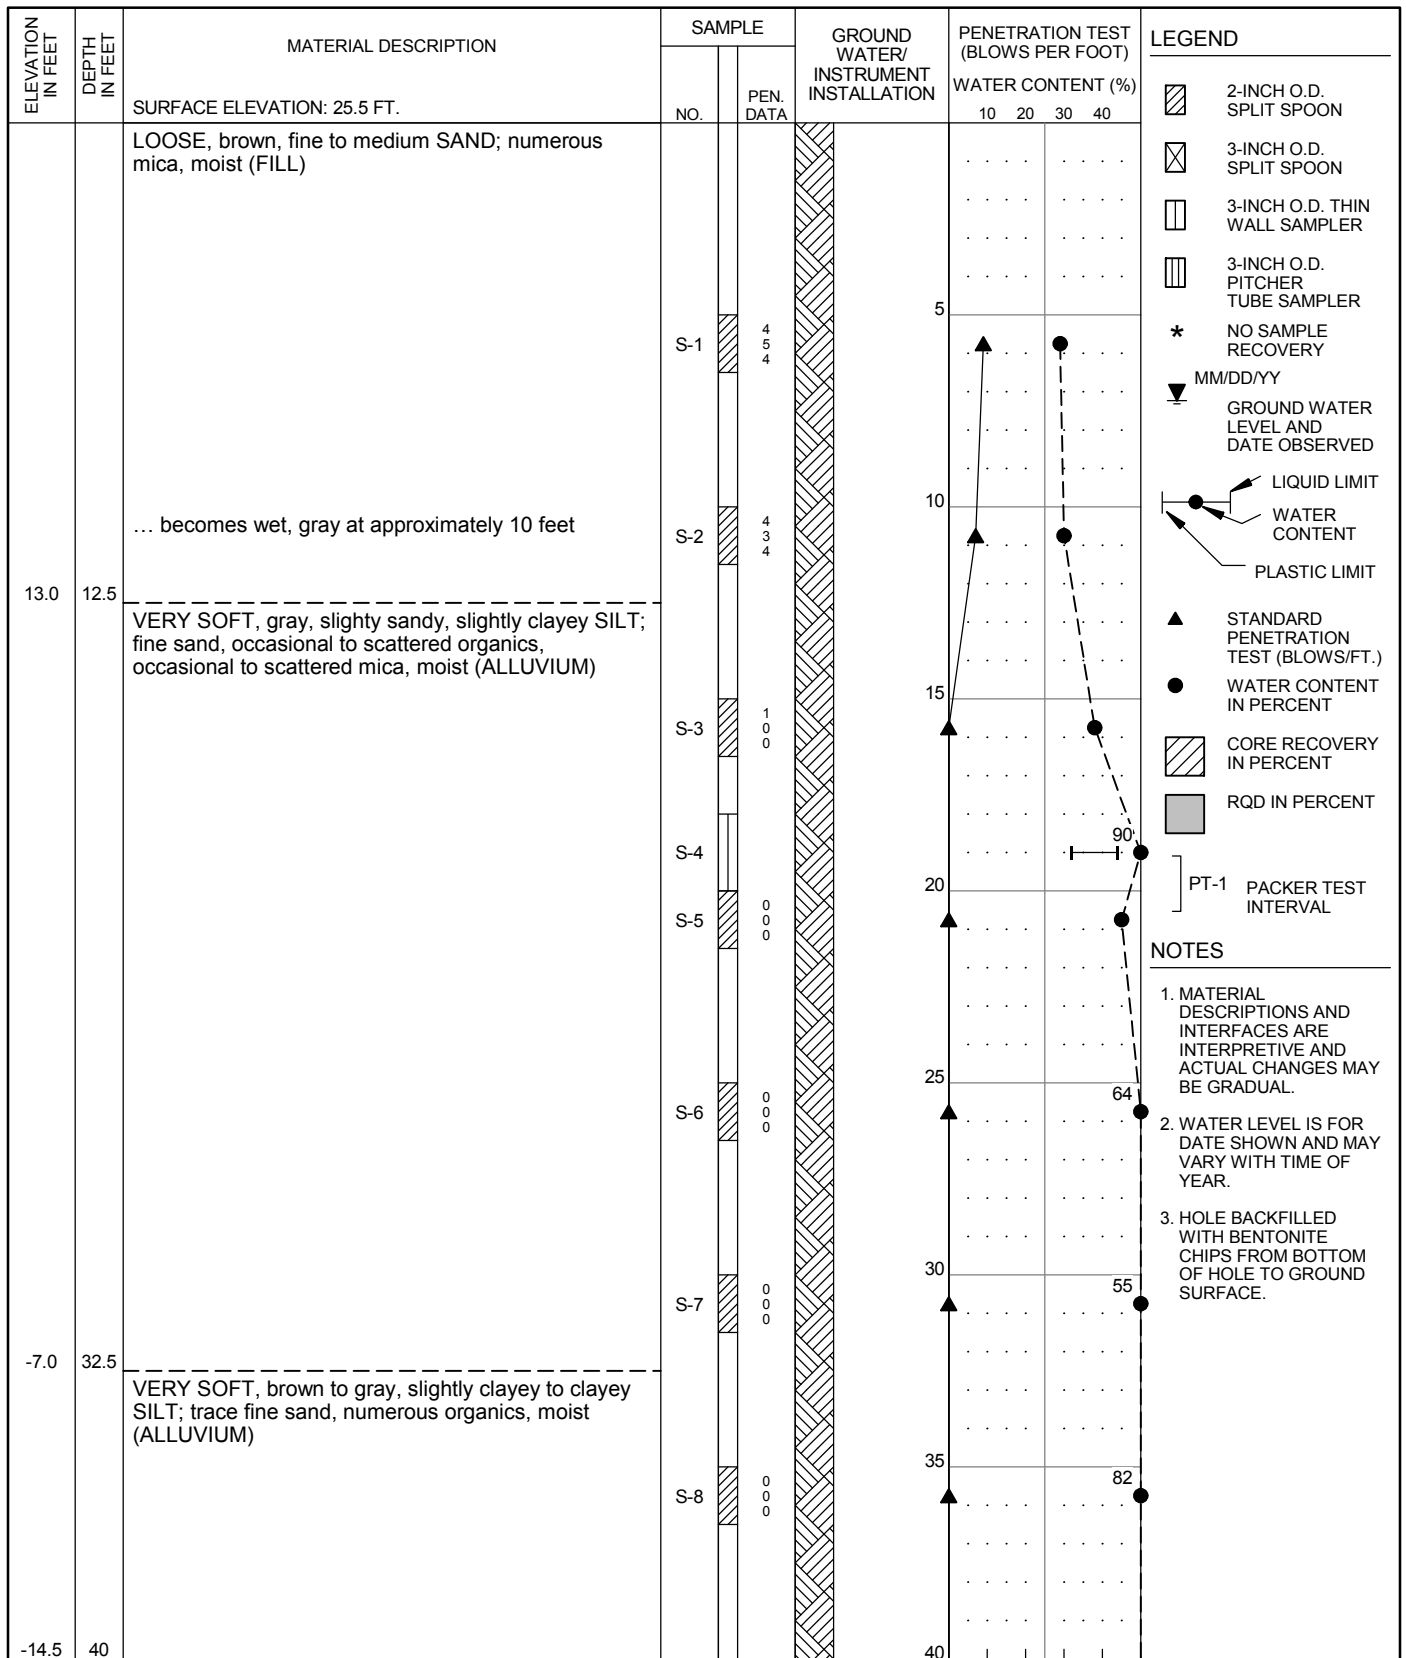 ELEVATION
IN FEET
DEPTH
IN FEET
MATERIAL DESCRIPTION
SURFACE ELEVATION: 25.5 FT.
SAMPLE
NO.
PEN.
DATA
GROUND
WATER/
INSTRUMENT
INSTALLATION
PENETRATION TEST
(BLOWS PER FOOT)
WATER CONTENT (%)
10 20 30 40
LOOSE, brown, fine to medium SAND; numerous
mica, moist (FILL)
5
S-1
4
5
4
10
… becomes wet, gray at approximately 10 feet
S-2
4
3
4
13.0 12.5
VERY SOFT, gray, slighty sandy, slightly clayey SILT;
fine sand, occasional to scattered organics,
occasional to scattered mica, moist (ALLUVIUM)
15
S-3
1
0
0
90
S-4
20
S-5
0
0
0
25
64
S-6
0
0
0
30
55
S-7
0
0
0
-7.0 32.5
VERY SOFT, brown to gray, slightly clayey to clayey
SILT; trace fine sand, numerous organics, moist
(ALLUVIUM)
35
82
S-8
0
0
0
-14.5 40
40
LEGEND
2-INCH O.D.
SPLIT SPOON
3-INCH O.D.
SPLIT SPOON
3-INCH O.D. THIN
WALL SAMPLER
3-INCH O.D.
PITCHER
TUBE SAMPLER
* NO SAMPLE
RECOVERY
MM/DD/YY
GROUND WATER
LEVEL AND
DATE OBSERVED
LIQUID LIMIT
WATER
CONTENT
PLASTIC LIMIT
STANDARD
PENETRATION
TEST (BLOWS/FT.)
WATER CONTENT
IN PERCENT
CORE RECOVERY
IN PERCENT
RQD IN PERCENT
PT-1 PACKER TEST
INTERVAL
NOTES
1. MATERIAL
DESCRIPTIONS AND
INTERFACES ARE
INTERPRETIVE AND
ACTUAL CHANGES MAY
BE GRADUAL.
2. WATER LEVEL IS FOR
DATE SHOWN AND MAY
VARY WITH TIME OF
YEAR.
3. HOLE BACKFILLED
WITH BENTONITE
CHIPS FROM BOTTOM
OF HOLE TO GROUND
SURFACE.